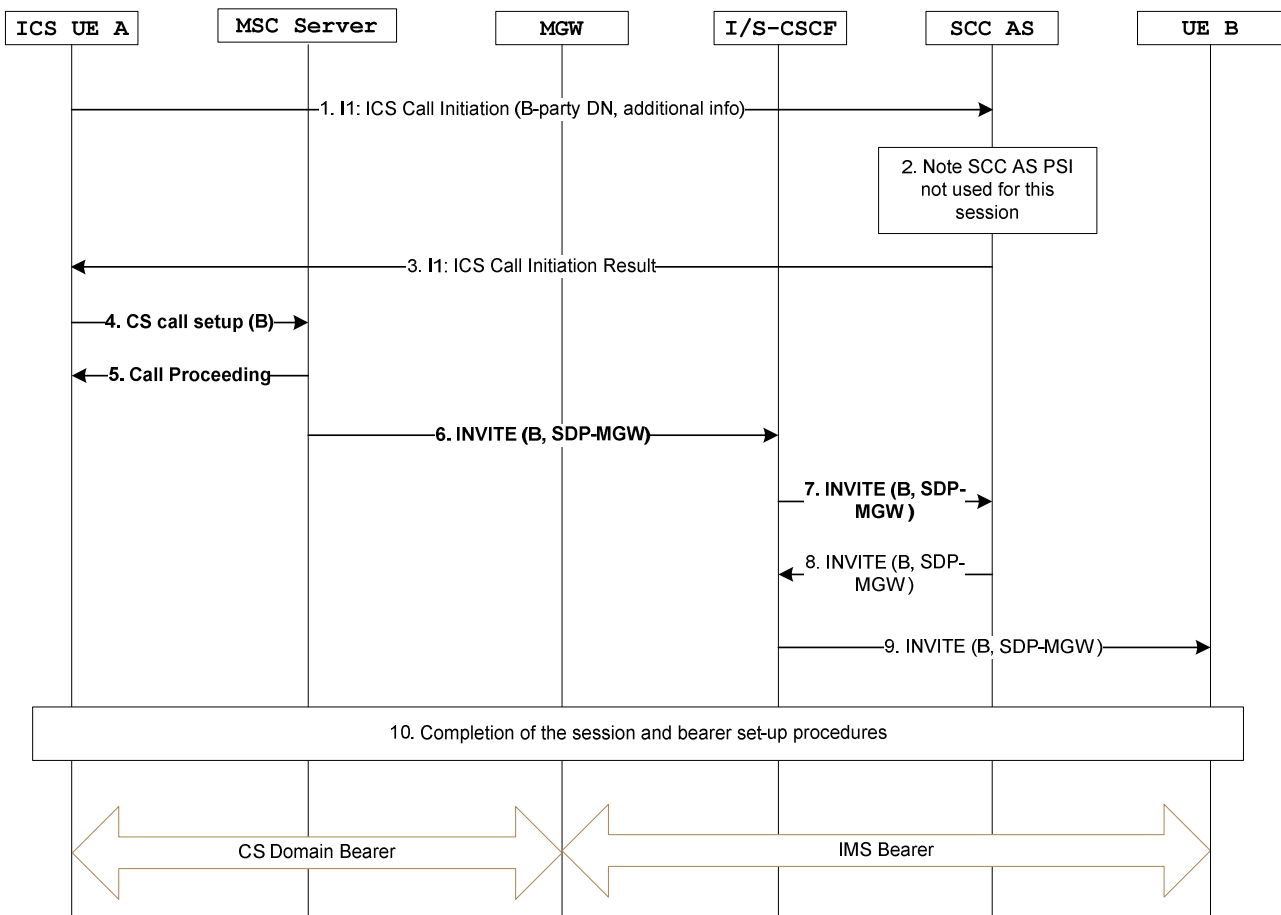 ICS UE A
MSC Server
MGW
I/S-CSCF
SCC AS
UE B
1. I1: ICS Call Initiation (B-party DN, additional info)
2. Note SCC AS PSI
not used for this
session
3. I1: ICS Call Initiation Result
4. CS call setup (B)
5. Call Proceeding
6. INVITE (B, SDP-MGW)
7. INVITE (B, SDP-
MGW )
8. INVITE (B, SDP-
MGW)
9. INVITE (B, SDP-MGW )
10. Completion of the session and bearer set-up procedures
CS Domain Bearer
IMS Bearer